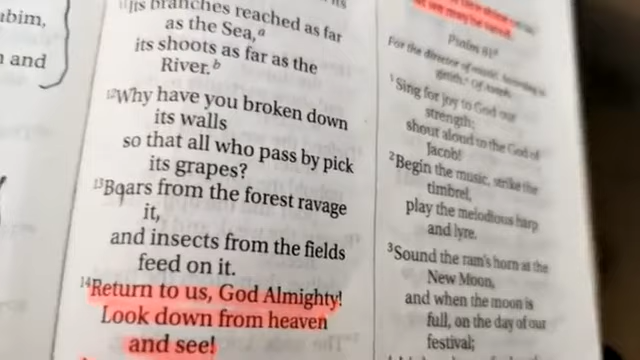 ubim,
and
¹¹Its branches reached as far
as the Sea,ᵃ
its shoots as far as the
River.ᵇ
¹²Why have you broken down
its walls
so that all who pass by pick
its grapes?
¹³Boars from the forest ravage
it,
and insects from the fields
feed on it.
¹⁴Return to us, God Almighty!
Look down from heaven
and see!
Psalm 81
For the director of music.
Of Asaph.
¹Sing for joy to God our
strength;
shout aloud to the God of
Jacob!
²Begin the music, strike the
timbrel,
play the melodious harp
and lyre.
³Sound the ram's horn at the
New Moon,
and when the moon is
full, on the day of our
festival;